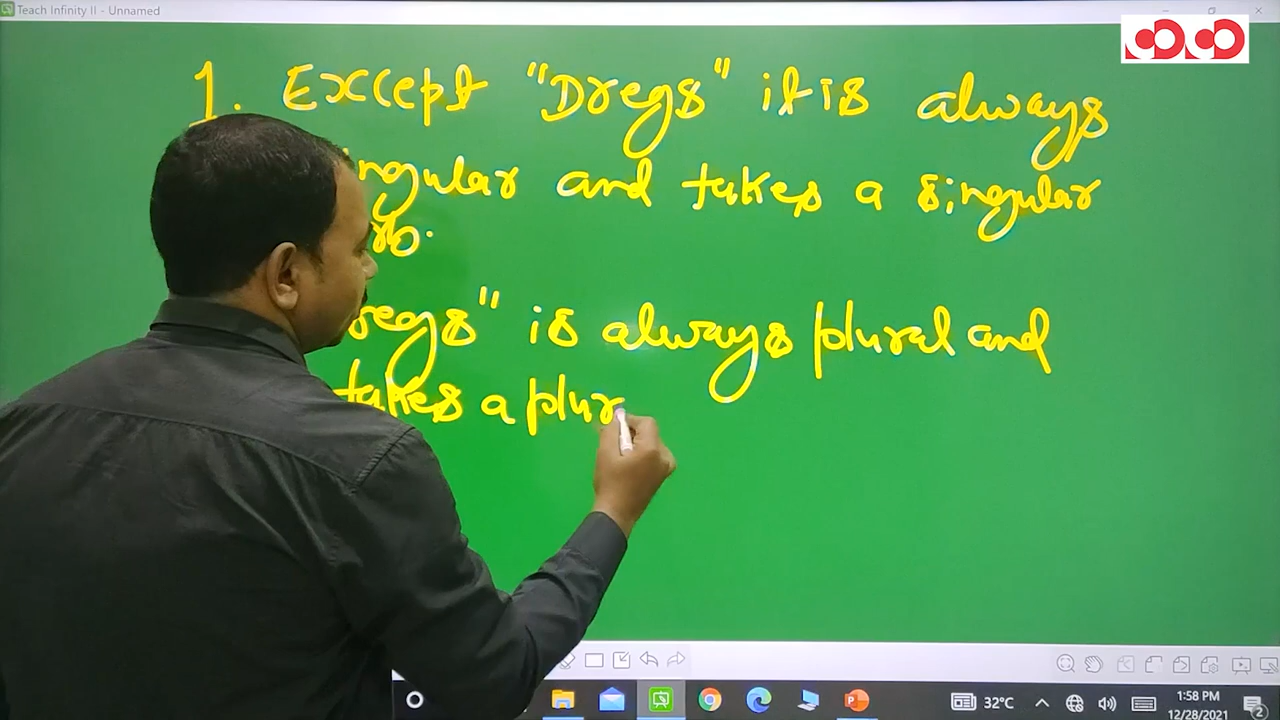 Teach Infinity II - Unnamed
1. Except "Dregs" it is always
ngular and takes a singular
regs" is always plural and
takes a plur
32°C
1:58 PM
12/28/2021
2